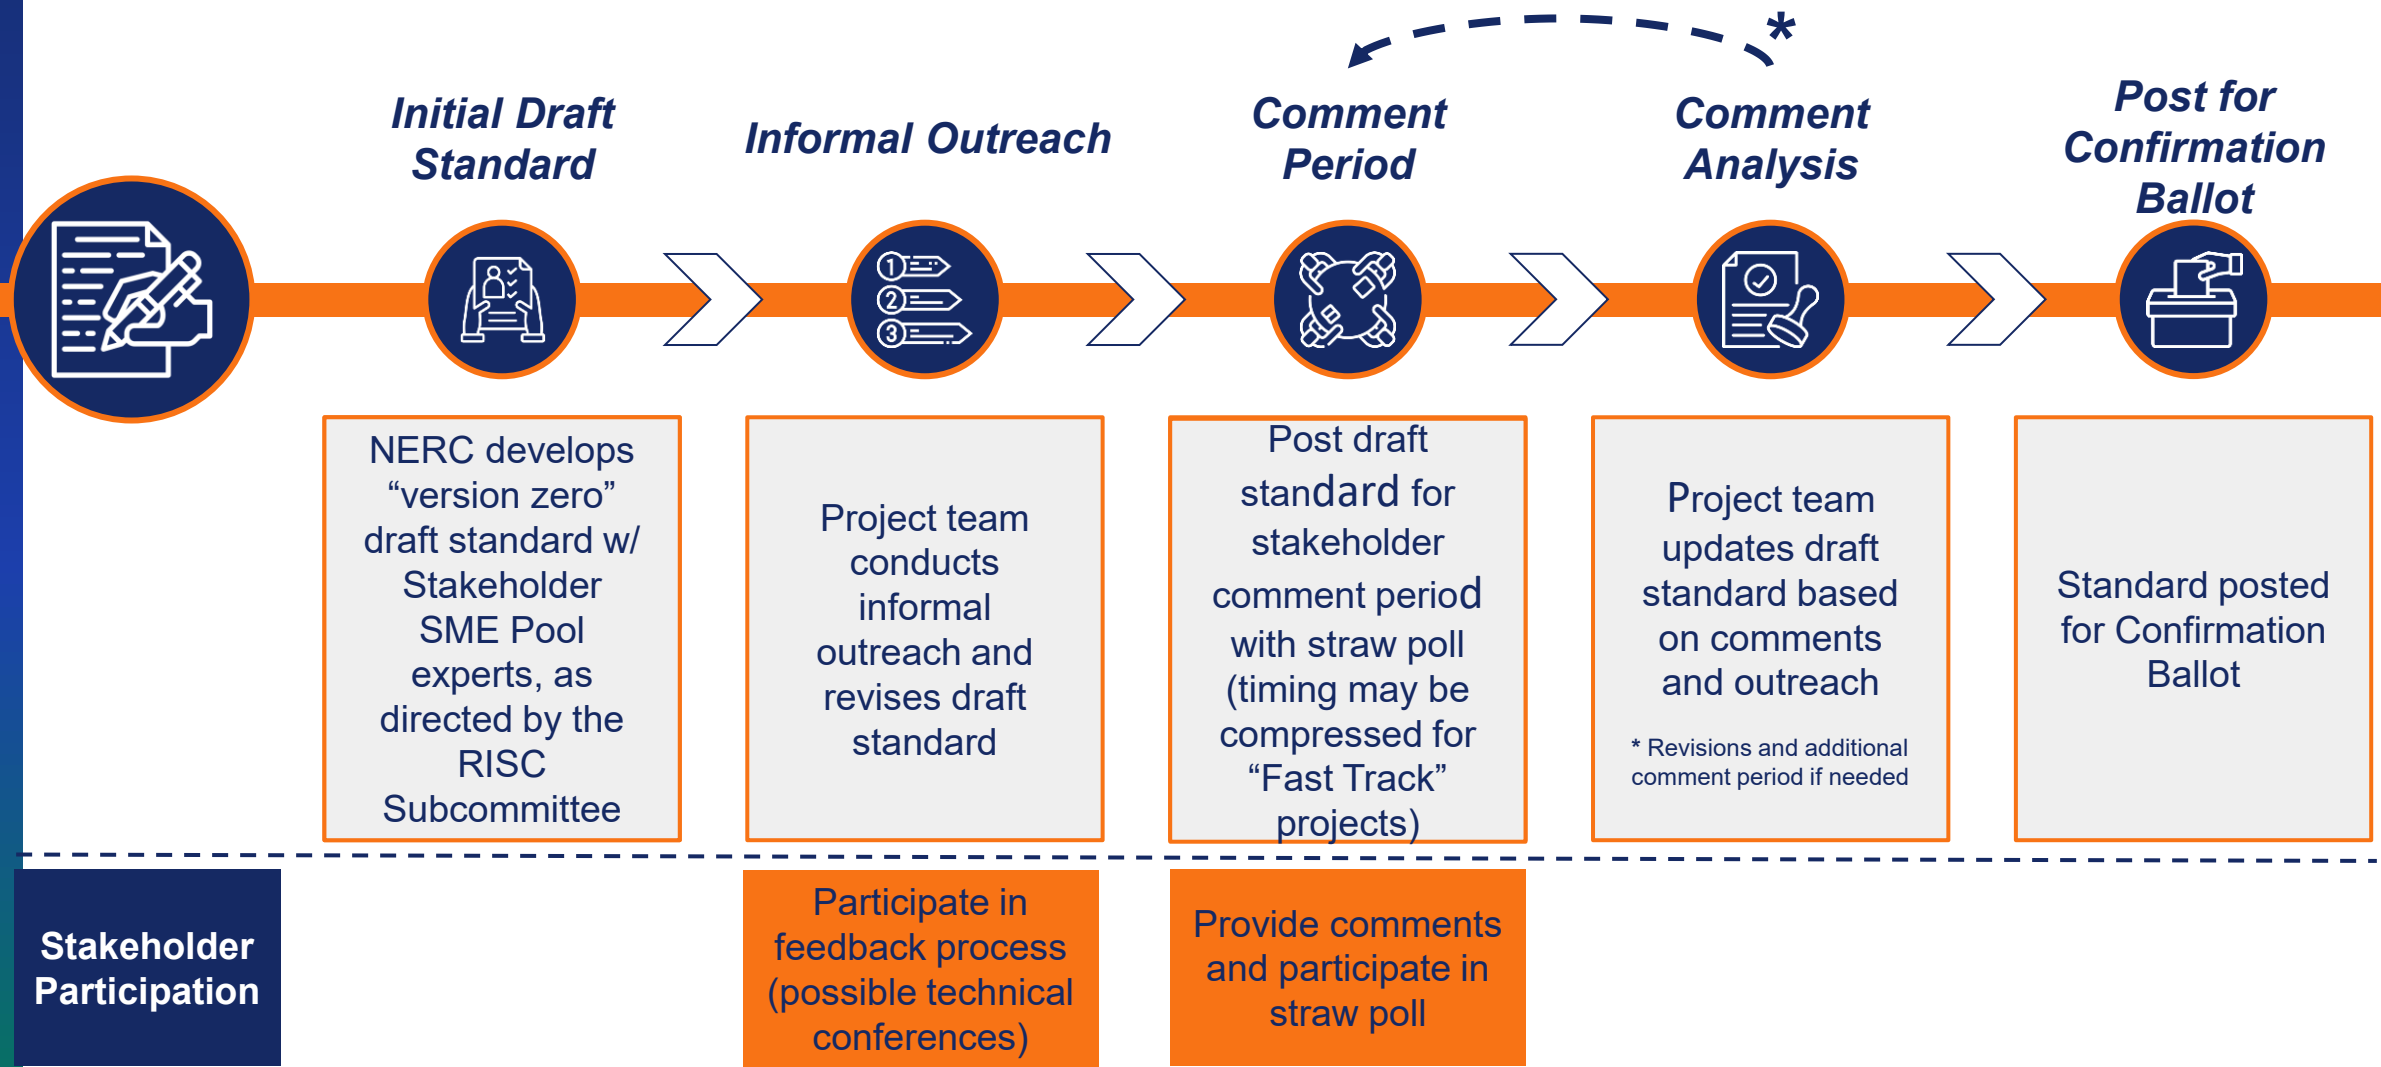 *
Initial Draft
Standard
Informal Outreach
Comment
Period
Comment
Analysis
Post for
Confirmation
Ballot
1
2
3
NERC develops
“version zero”
draft standard w/
Stakeholder
SME Pool
experts, as
directed by the
RISC
Subcommittee
Project team
conducts
informal
outreach and
revises draft
standard
Post draft
standard for
stakeholder
comment period
with straw poll
(timing may be
compressed for
“Fast Track”
projects)
Project team
updates draft
standard based
on comments
and outreach
* Revisions and additional
comment period if needed
Standard posted
for Confirmation
Ballot
Stakeholder
Participation
Participate in
feedback process
(possible technical
conferences)
Provide comments
and participate in
straw poll